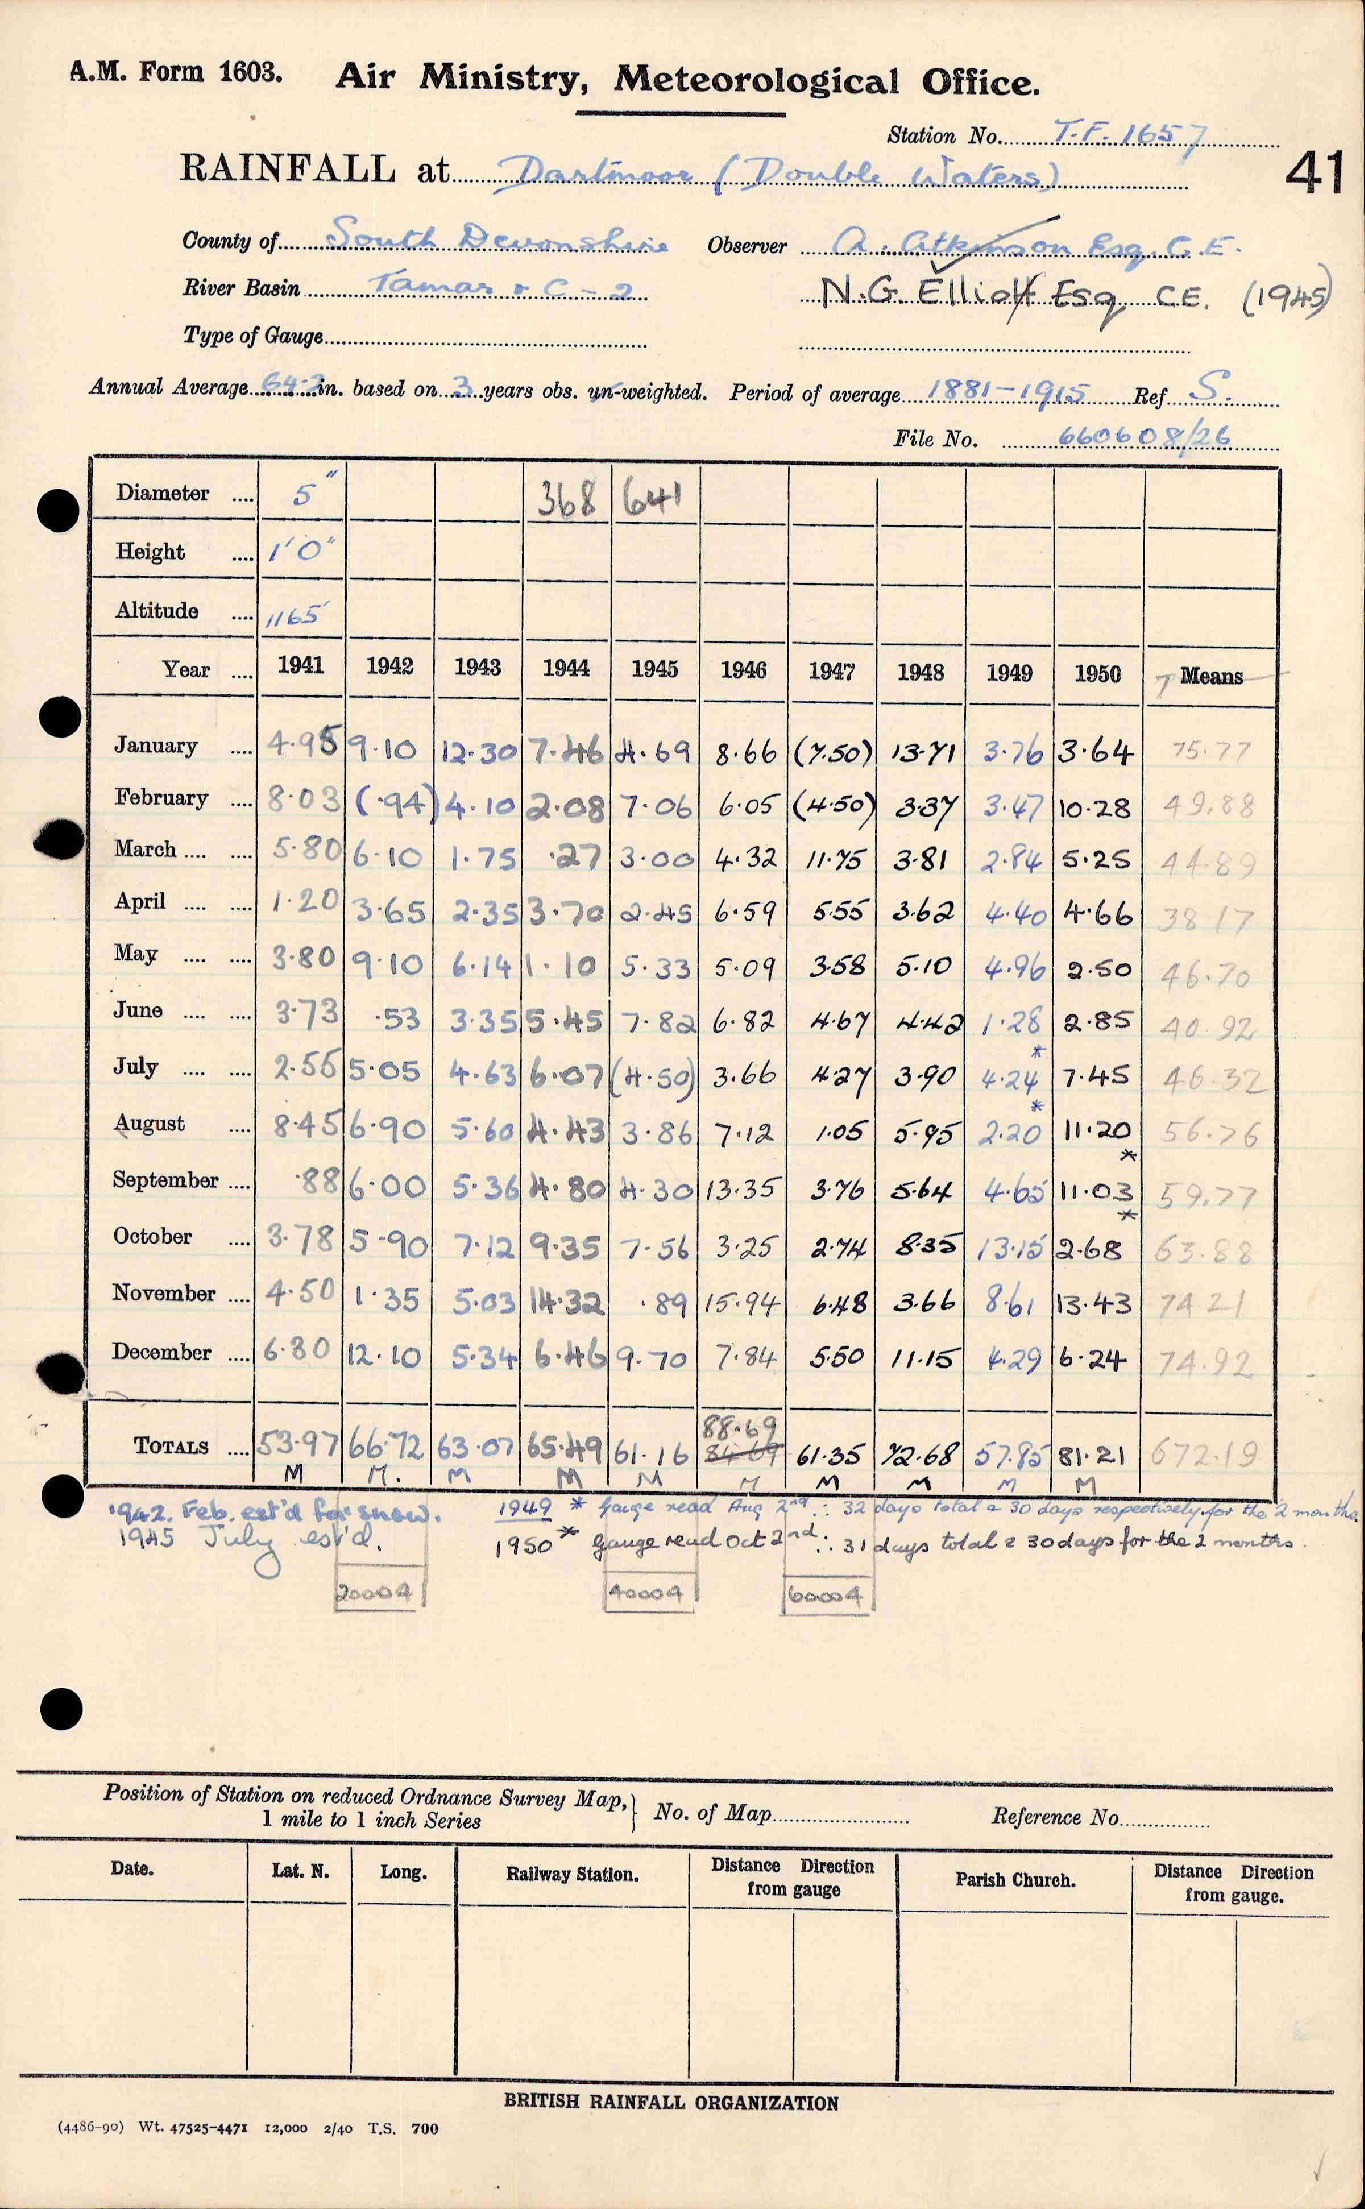 A.M. Form 1603. Air Ministry, Meteorological Office.
Station No. T.F. 1657
41
RAINFALL at Dartmoor (Double Waters)
County of South Devonshire Observer A. Atkinson Esq. C.E.
River Basin Tamar & C - 2 N.G. Elliott Esq C.E. (1945)
Type of Gauge
Annual Average 64.2 in. based on 3 years obs. un-weighted. Period of average 1881-1915 Ref S.
File No. 660608/26
Diameter .... 5" 368 641
Height .... 1'0"
Altitude .... 1165'
Year .... 1941 1942 1943 1944 1945 1946 1947 1948 1949 1950 T Means
January .... 4.95 9.10 12.30 7.46 4.69 8.66 (7.50) 13.71 3.76 3.64 75.77
February .... 8.03 (.94) 4.10 2.08 7.06 6.05 (4.50) 3.37 3.47 10.28 49.88
March .... .... 5.80 6.10 1.75 .27 3.00 4.32 11.75 3.81 2.84 5.25 44.89
April .... .... 1.20 3.65 2.35 3.70 2.45 6.59 5.55 3.62 4.40 4.66 38.17
May .... .... 3.80 9.10 6.14 1.10 5.33 5.09 3.58 5.10 4.96 2.50 46.70
June .... .... 3.73 .53 3.35 5.45 7.82 6.82 4.67 4.42 1.28 2.85 40.92
July .... .... 2.55 5.05 4.63 6.07 (4.50) 3.66 4.27 3.90 4.24* 7.45 46.32
August .... 8.45 6.90 5.60 4.43 3.86 7.12 1.05 5.95 2.20* 11.20 56.76
September .... .88 6.00 5.36 4.80 4.30 13.35 3.76 5.64 4.65 11.03* 59.77
October .... 3.78 5.90 7.12 9.35 7.56 3.25 2.74 8.35 13.15 2.68* 63.88
November .... 4.50 1.35 5.03 14.32 .89 15.94 6.48 3.66 8.61 13.43 74.21
December .... 6.30 12.10 5.34 6.46 9.70 7.84 5.50 11.15 4.29 6.24 74.92
88.69
TOTALS .... 53.97 66.72 63.07 65.49 61.16 84.69 61.35 72.68 57.85 81.21 672.19
M M. M M M M M M M M
1942. Feb. est'd for snow. 1949 * Gauge read Aug 2nd ∴ 32 days total & 30 days respectively for the 2 months.
1945 July est'd. 1950* Gauge read Oct 2nd ∴ 31 days total & 30 days for the 2 months.
20004 40004 60004
Position of Station on reduced Ordnance Survey Map, 1 mile to 1 inch Series } No. of Map Reference No.
Date. Lat. N. Long. Railway Station. Distance Direction from gauge Parish Church. Distance Direction from gauge.
BRITISH RAINFALL ORGANIZATION
(4486-90) Wt. 47525-4471 12,000 2/40 T.S. 700